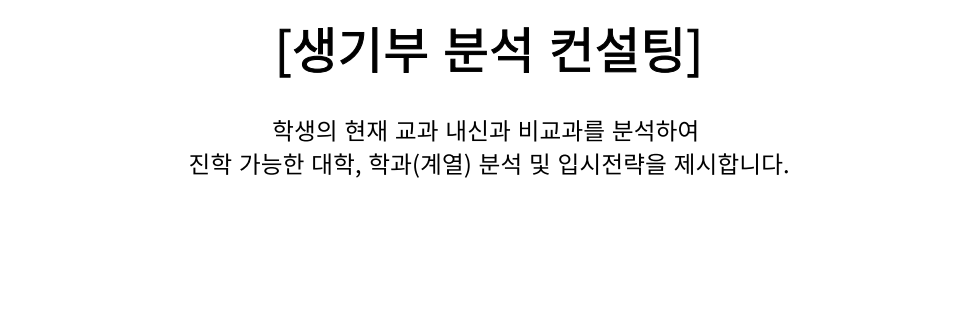 [생기부 분석 컨설팅]
학생의 현재 교과 내신과 비교과를 분석하여
진학 가능한 대학, 학과(계열) 분석 및 입시전략을 제시합니다.